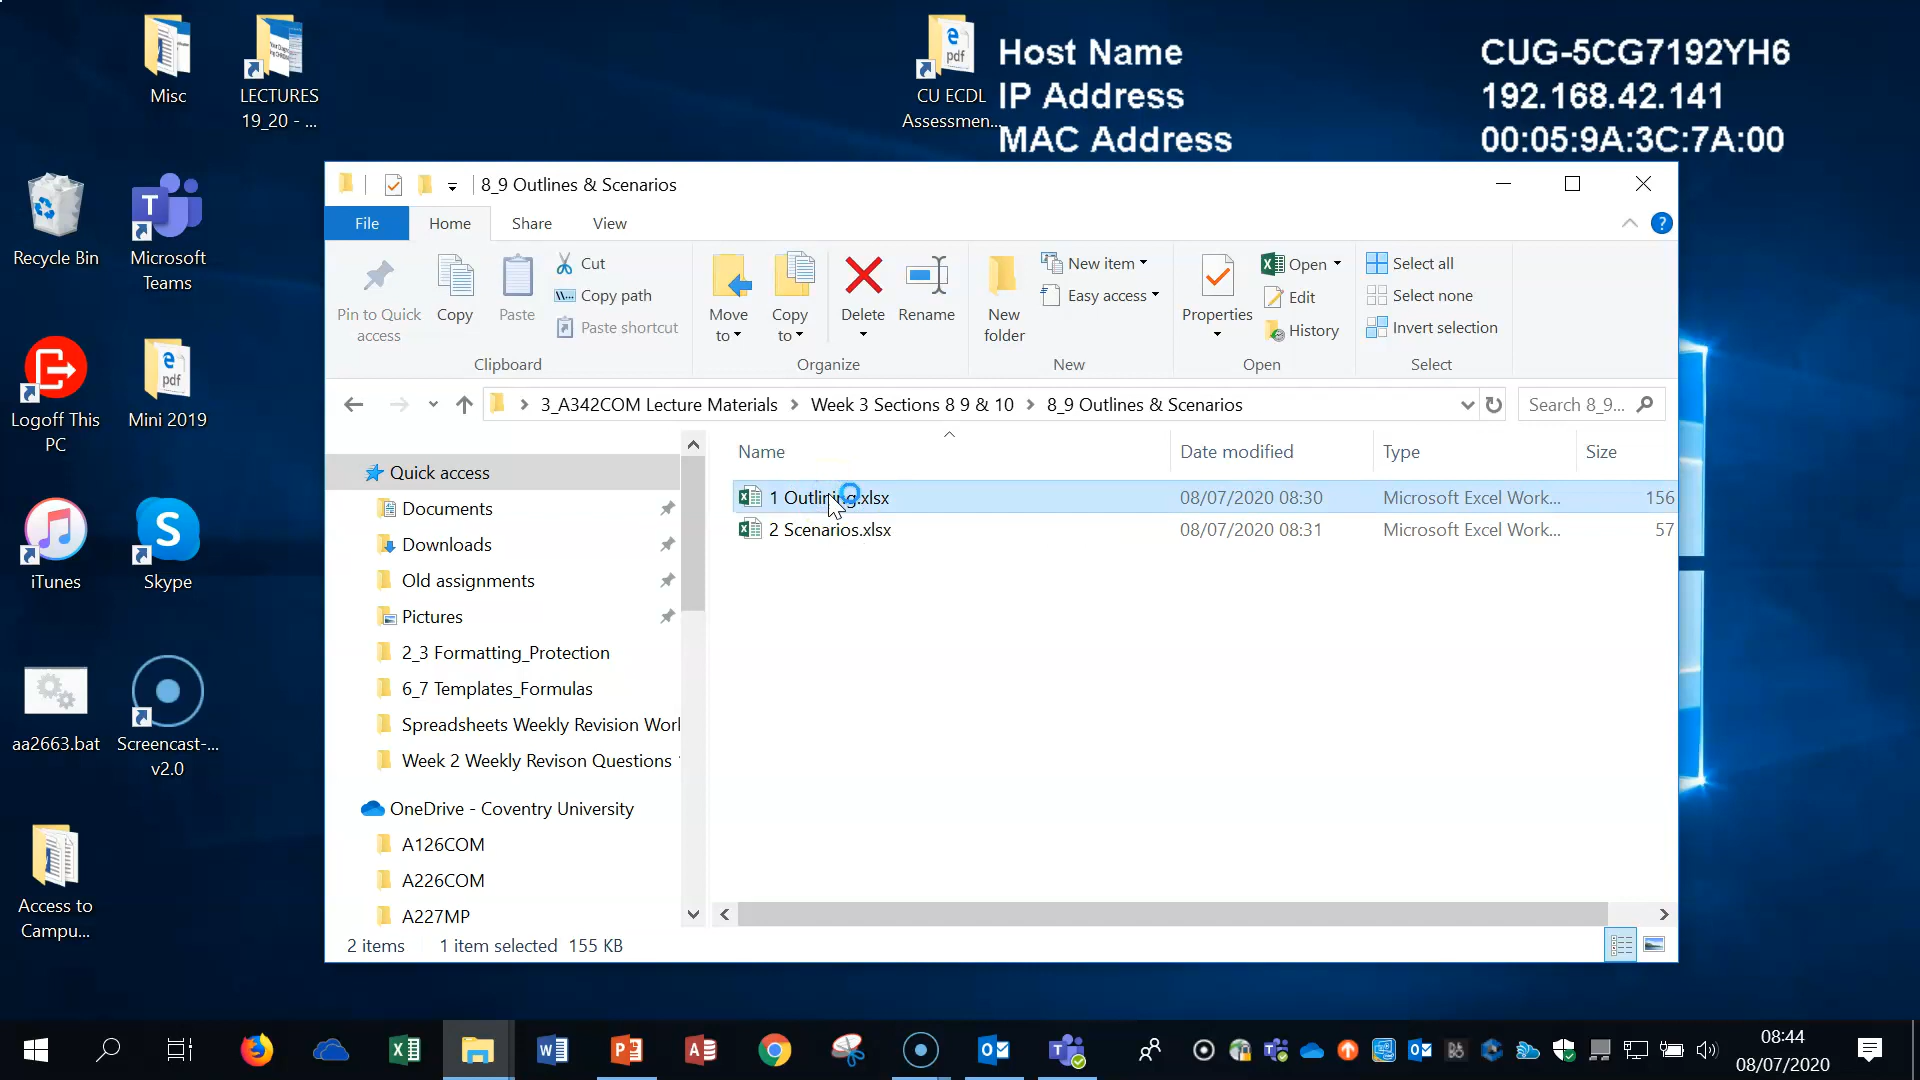 Misc
LECTURES
19_20 - ...
CU ECDL
Assessmen...
Host Name
CUG-5CG7192YH6
IP Address
192.168.42.141
MAC Address
00:05:9A:3C:7A:00
Recycle Bin
Microsoft
Teams
Logoff This
PC
Mini 2019
iTunes
Skype
aa2663.bat
Screencast-...
v2.0
Access to
Campu...
8_9 Outlines & Scenarios
File
Home
Share
View
Pin to Quick
access
Copy
Paste
Cut
Copy path
Paste shortcut
Clipboard
Move
to
Copy
to
Delete
Rename
Organize
New
folder
New item
Easy access
New
Properties
Open
Edit
History
Open
Select all
Select none
Invert selection
Select
3_A342COM Lecture Materials
Week 3 Sections 8 9 & 10
8_9 Outlines & Scenarios
Search 8_9...
Quick access
Documents
Downloads
Old assignments
Pictures
2_3 Formatting_Protection
6_7 Templates_Formulas
Spreadsheets Weekly Revision Worl
Week 2 Weekly Revison Questions
OneDrive - Coventry University
A126COM
A226COM
A227MP
Name
Date modified
Type
Size
1 Outlining.xlsx
08/07/2020 08:30
Microsoft Excel Work...
156
2 Scenarios.xlsx
08/07/2020 08:31
Microsoft Excel Work...
57
2 items
1 item selected 155 KB
08:44
08/07/2020